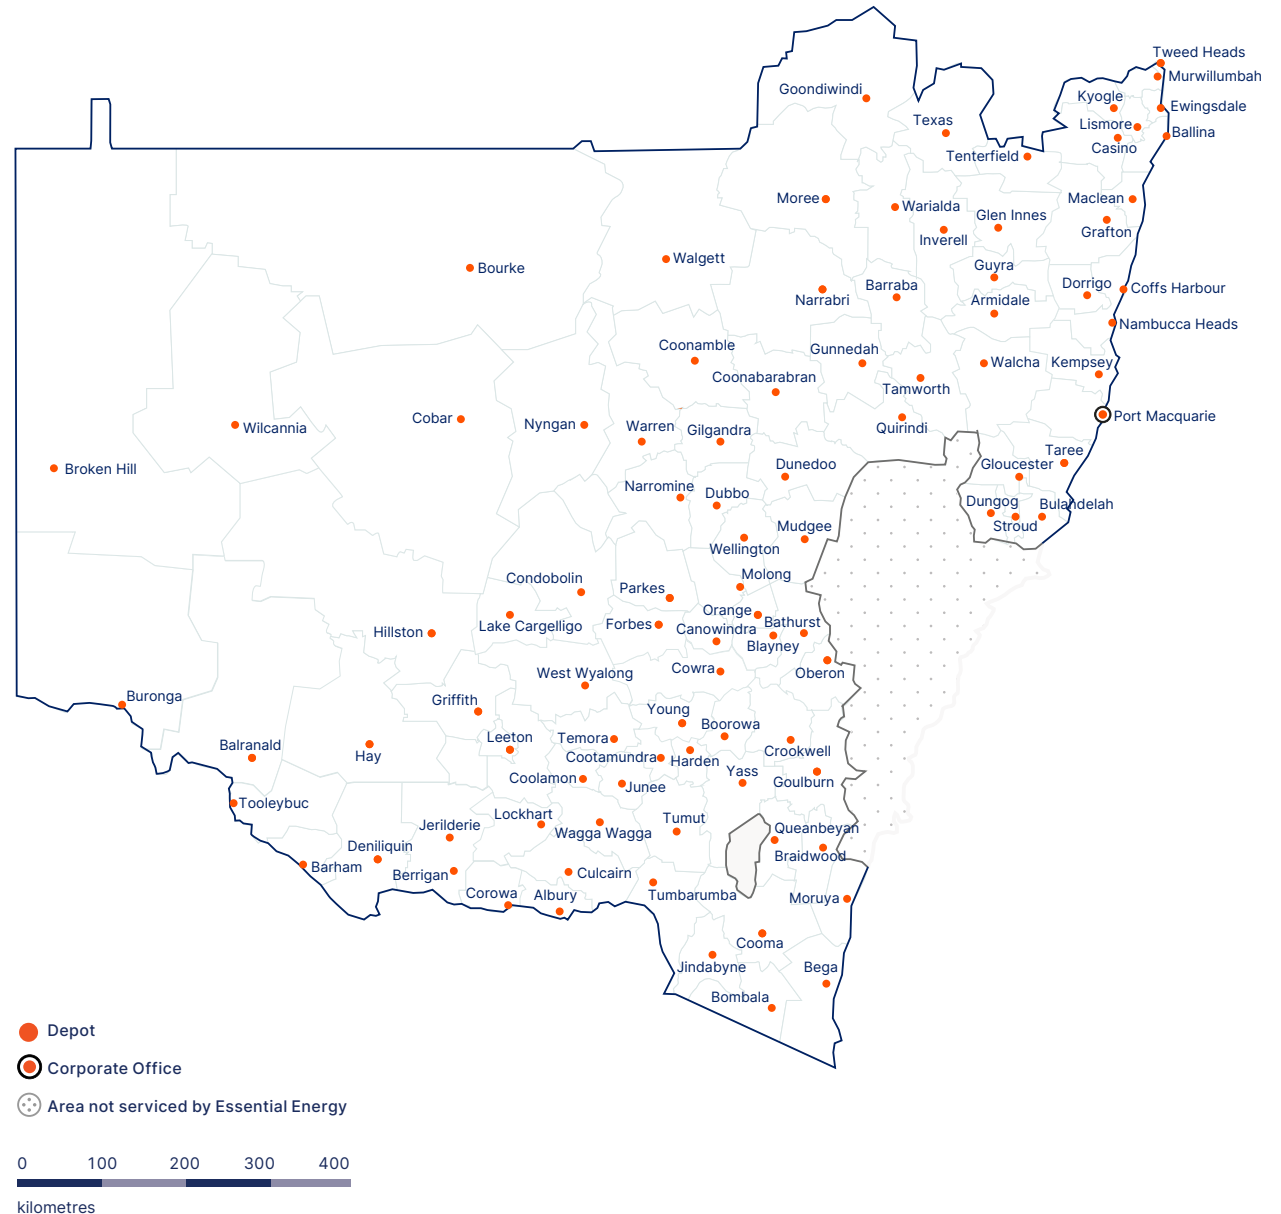 Tweed Heads
Murwillumbah
Goondiwindi
Kyogle
Ewingsdale
Texas
Lismore
Ballina
Casino
Tenterfield
Moree
Warialda
Maclean
Glen Innes
Grafton
Inverell
Walgett
Bourke
Guyra
Barraba
Dorrigo
Coffs Harbour
Narrabri
Armidale
Nambucca Heads
Coonamble
Gunnedah
Walcha
Kempsey
Coonabarabran
Tamworth
Port Macquarie
Cobar
Nyngan
Warren
Gilgandra
Quirindi
Wilcannia
Taree
Broken Hill
Dunedoo
Gloucester
Narromine
Dubbo
Dungog
Bulahdelah
Mudgee
Stroud
Wellington
Molong
Condobolin
Parkes
Orange
Lake Cargelligo
Forbes
Canowindra
Bathurst
Hillston
Blayney
West Wyalong
Cowra
Oberon
Buronga
Griffith
Young
Boorowa
Leeton
Temora
Balranald
Hay
Cootamundra
Harden
Crookwell
Yass
Coolamon
Junee
Goulburn
Tooleybuc
Lockhart
Tumut
Jerilderie
Wagga Wagga
Queanbeyan
Deniliquin
Braidwood
Barham
Berrigan
Culcairn
Corowa
Albury
Tumbarumba
Moruya
Cooma
Jindabyne
Bega
Bombala
Depot
Corporate Office
Area not serviced by Essential Energy
0 100 200 300 400
kilometres